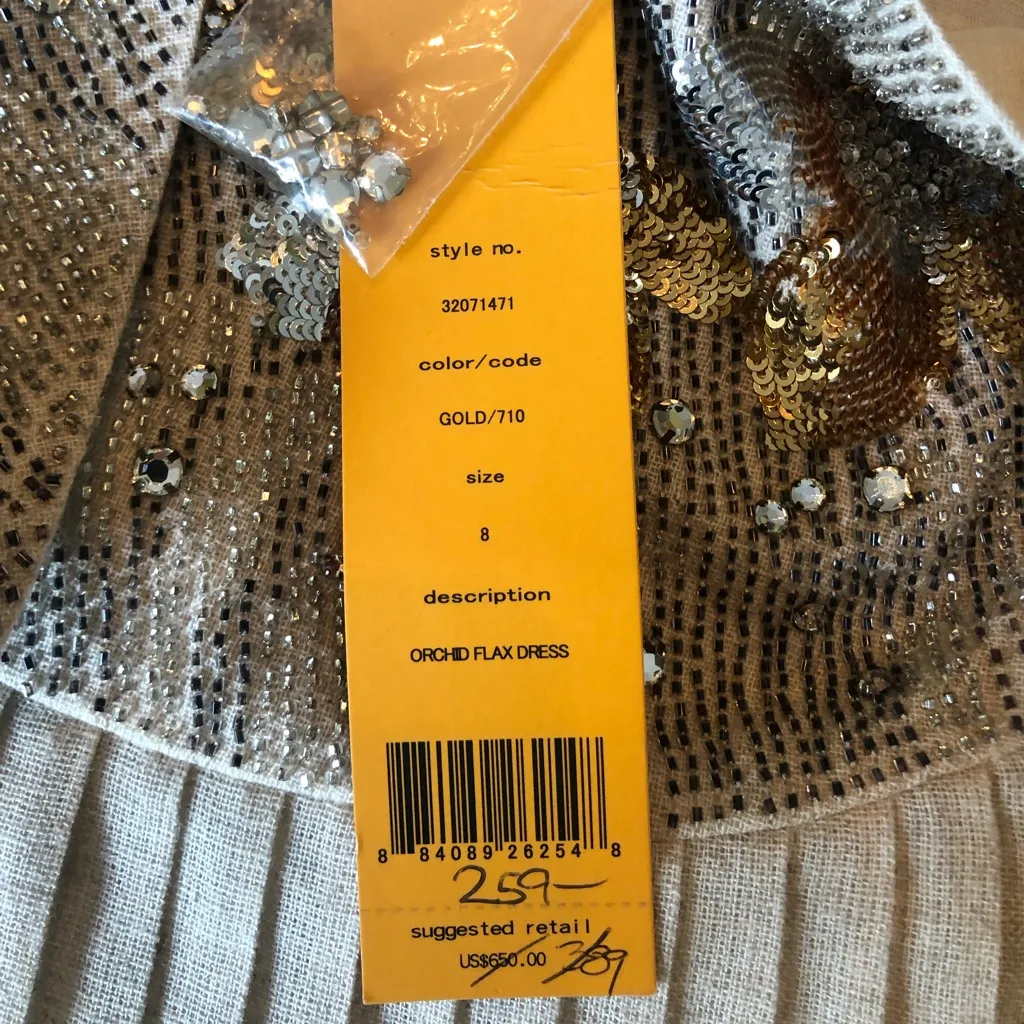 style no.
32071471
color/code
GOLD/710
size
8
description
ORCHID FLAX DRESS
8 84089 26254 8
259-
suggested retail
US$650.00 389